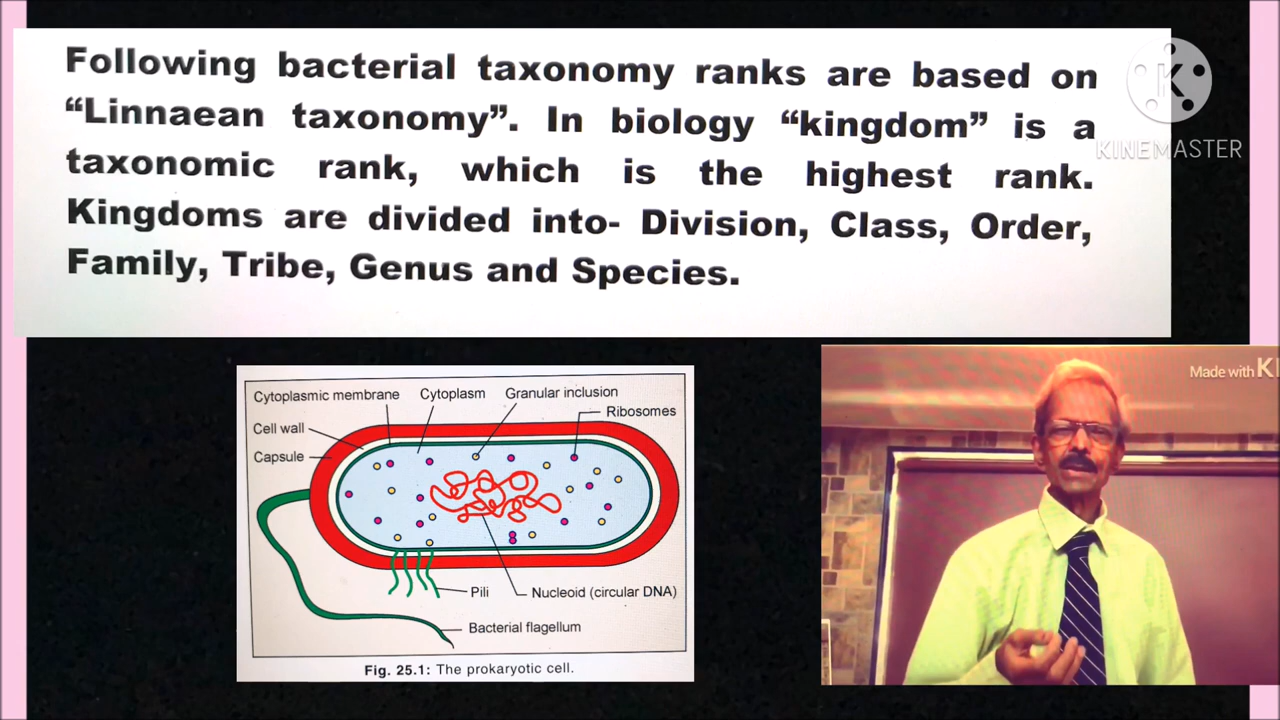 Following bacterial taxonomy ranks are based on
“Linnaean taxonomy”. In biology “kingdom” is a
taxonomic rank, which is the highest rank.
Kingdoms are divided into- Division, Class, Order,
Family, Tribe, Genus and Species.
K
KINEMASTER
Made with K
Cytoplasmic membrane
Cytoplasm
Granular inclusion
Ribosomes
Cell wall
Capsule
Pili
Nucleoid (circular DNA)
Bacterial flagellum
Fig. 25.1: The prokaryotic cell.